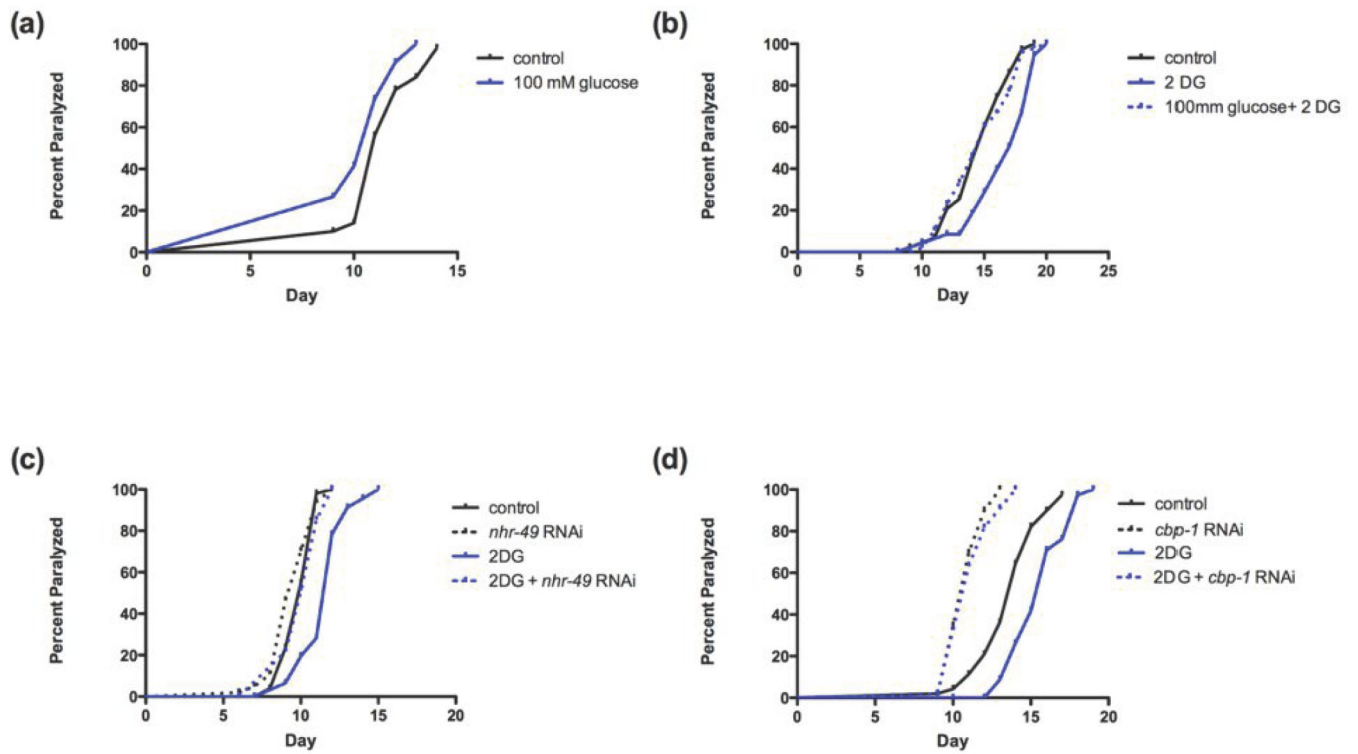 (a)
100
80
60
40
20
0
Percent Paralyzed
0 5 10 15
Day
control
100 mM glucose
(b)
100
80
60
40
20
0
Percent Paralyzed
0 5 10 15 20 25
Day
control
2 DG
100mm glucose+ 2 DG
(c)
100
80
60
40
20
0
Percent Paralyzed
0 5 10 15 20
Day
control
nhr-49 RNAi
2DG
2DG + nhr-49 RNAi
(d)
100
80
60
40
20
0
Percent Paralyzed
0 5 10 15 20
Day
control
cbp-1 RNAi
2DG
2DG + cbp-1 RNAi